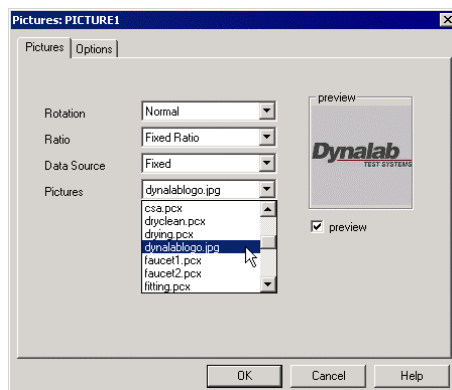 Pictures: PICTURE1
Pictures
Options
Rotation
Normal
Ratio
Fixed Ratio
Data Source
Fixed
Pictures
dynalablogo.jpg
csa.pcx
dryclean.pcx
drying.pcx
dynalablogo.jpg
faucet1.pcx
faucet2.pcx
fitting.pcx
preview
Dynalab
TEST SYSTEMS
preview
OK
Cancel
Help